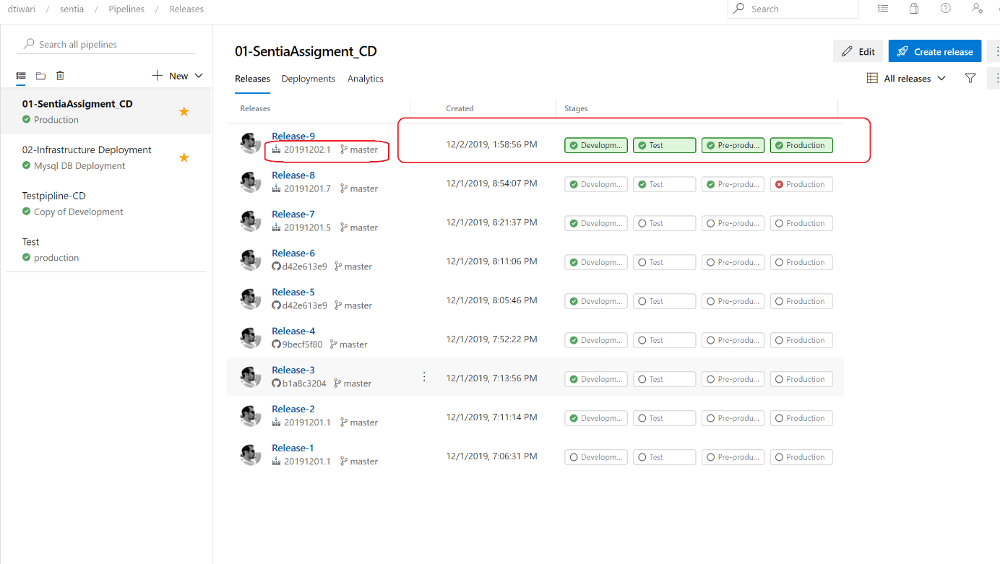 dtiwari / sentia / Pipelines / Releases
Search
Search all pipelines
New
01-SentiaAssigment_CD
Production
02-Infrastructure Deployment
Mysql DB Deployment
Testpipline-CD
Copy of Development
Test
production
01-SentiaAssigment_CD
Edit
Create release
Releases Deployments Analytics
All releases
Releases Created Stages
Release-9
20191202.1 master 12/2/2019, 1:58:56 PM Developm... Test Pre-produ... Production
Release-8
20191201.7 master 12/1/2019, 8:54:07 PM Developm... Test Pre-produ... Production
Release-7
20191201.5 master 12/1/2019, 8:21:37 PM Developm... Test Pre-produ... Production
Release-6
d42e613e9 master 12/1/2019, 8:11:06 PM Developm... Test Pre-produ... Production
Release-5
d42e613e9 master 12/1/2019, 8:05:46 PM Developm... Test Pre-produ... Production
Release-4
9becf5f80 master 12/1/2019, 7:52:22 PM Developm... Test Pre-produ... Production
Release-3
b1a8c3204 master 12/1/2019, 7:13:56 PM Developm... Test Pre-produ... Production
Release-2
20191201.1 master 12/1/2019, 7:11:14 PM Developm... Test Pre-produ... Production
Release-1
20191201.1 master 12/1/2019, 7:06:31 PM Developm... Test Pre-produ... Production